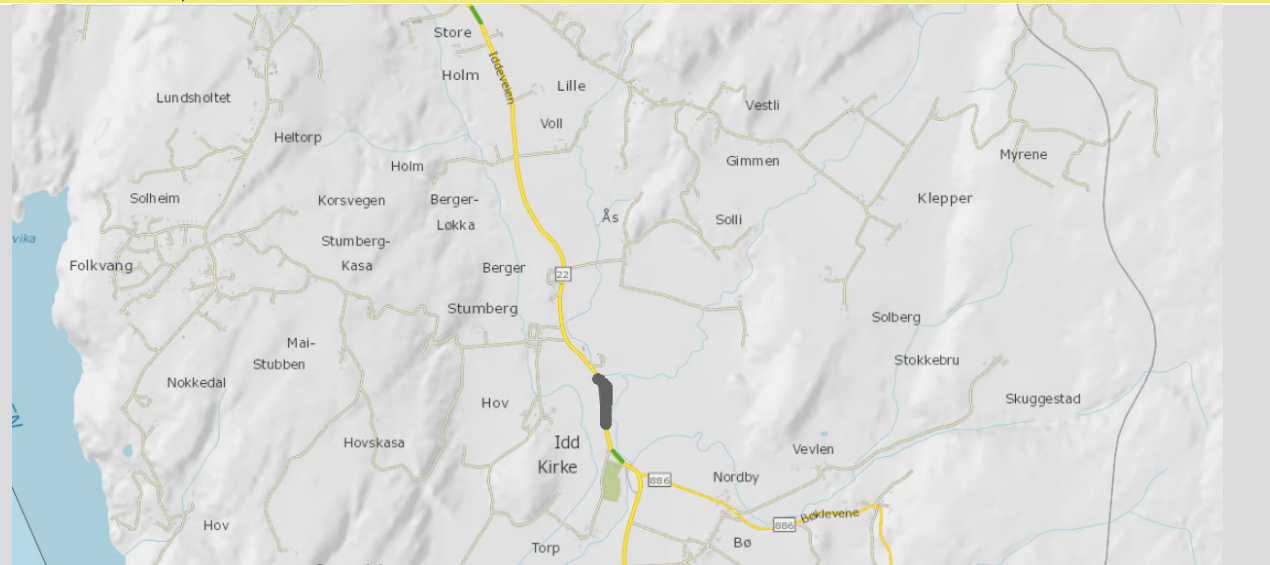 Store
Iddeveien
Holm
Lille
Lundsholtet
Vestli
Voll
Heltorp
Holm
Gimmen
Myrene
Solheim
Korsvegen
Berger-
Løkka
Ås
Solli
Klepper
vika
Stumberg-
Kasa
Folkvang
Berger
22
Stumberg
Solberg
Mai-
Stubben
Stokkebru
Nokkedal
Skuggestad
Hov
Hovskasa
Idd
Kirke
Vevlen
886
Nordby
Hov
886
Bøklevene
Torp
Bø